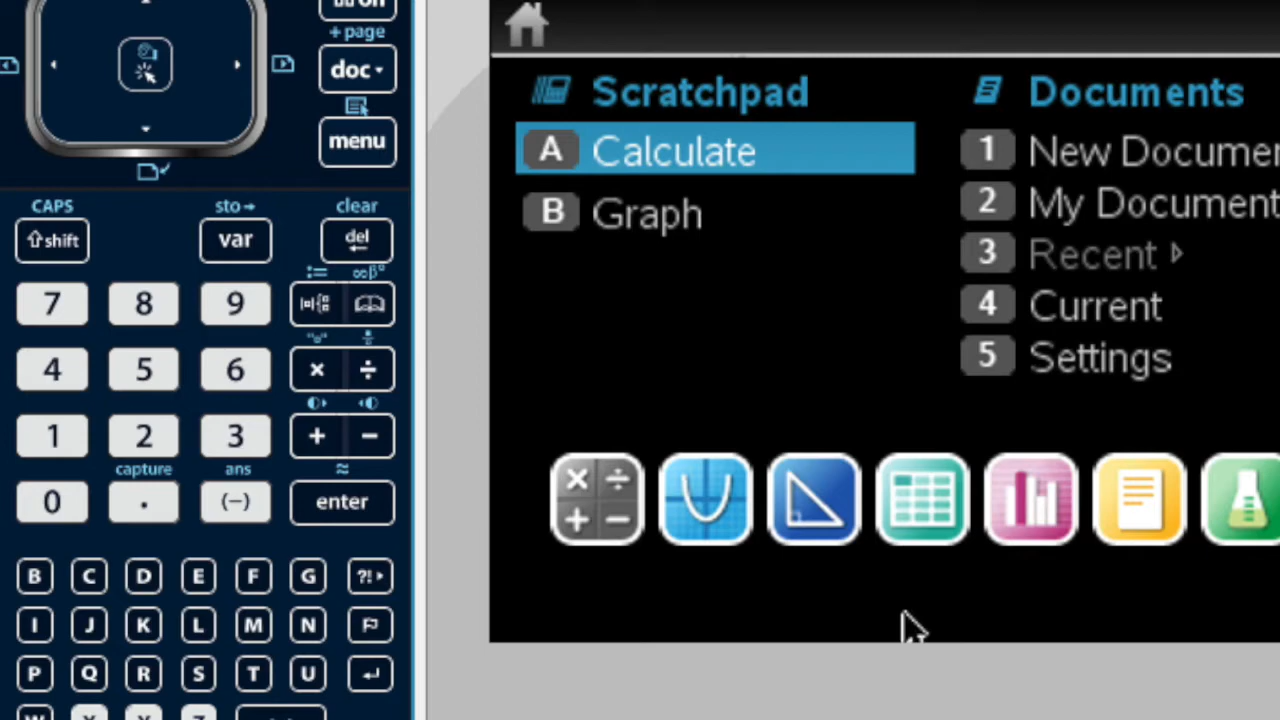 on
+ page
doc
menu
CAPS
sto→
clear
⇧shift
var
del
:=
∞β°
7
8
9
"□"
4
5
6
×
÷
1
2
3
+
−
capture
ans
≈
0
.
(−)
enter
B
C
D
E
F
G
?!▸
I
J
K
L
M
N
P
Q
R
S
T
U
Scratchpad
A Calculate
B Graph
Documents
1 New Documen
2 My Document
3 Recent ▹
4 Current
5 Settings